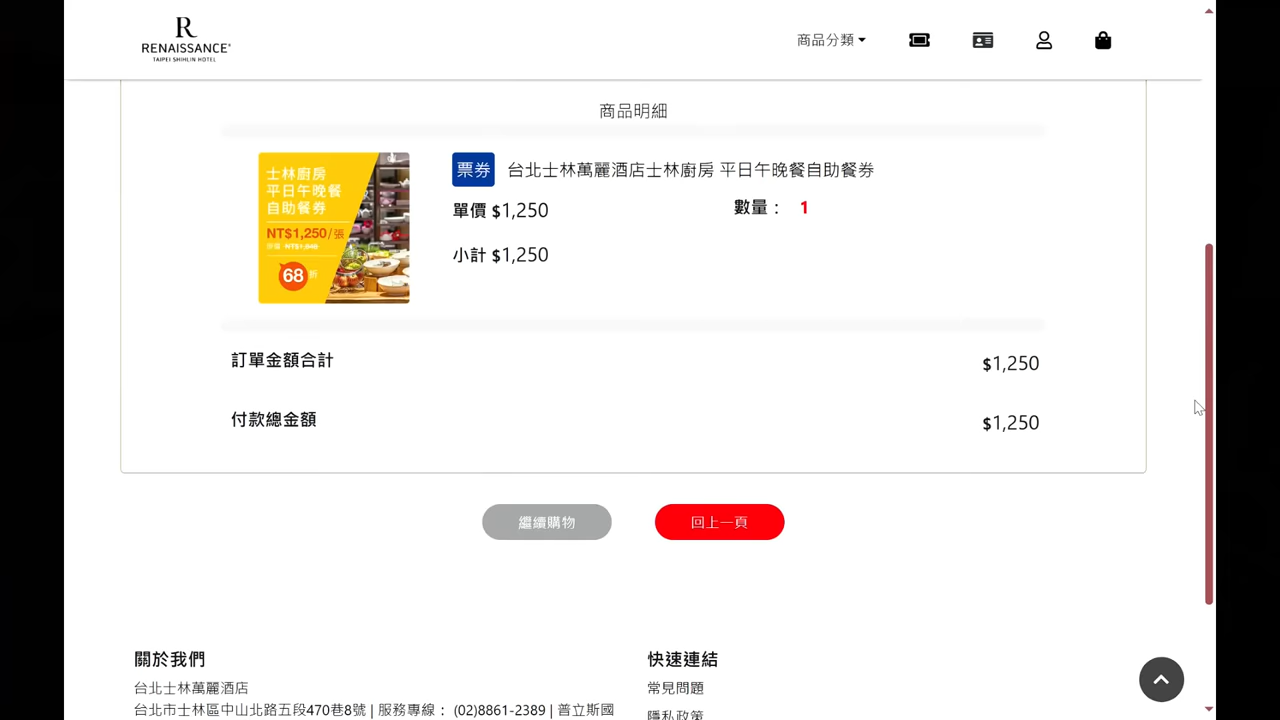 R
RENAISSANCE®
TAIPEI SHIHLIN HOTEL
商品分類
商品明細
士林廚房
平日午晚餐
自助餐券
NT$1,250/張
68折
票券 台北士林萬麗酒店士林廚房 平日午晚餐自助餐券
單價 $1,250 數量： 1
小計 $1,250
訂單金額合計 $1,250
付款總金額 $1,250
繼續購物 回上一頁
關於我們
台北士林萬麗酒店
台北市士林區中山北路五段470巷8號 | 服務專線： (02)8861-2389 | 普立斯國
快速連結
常見問題
隱私政策